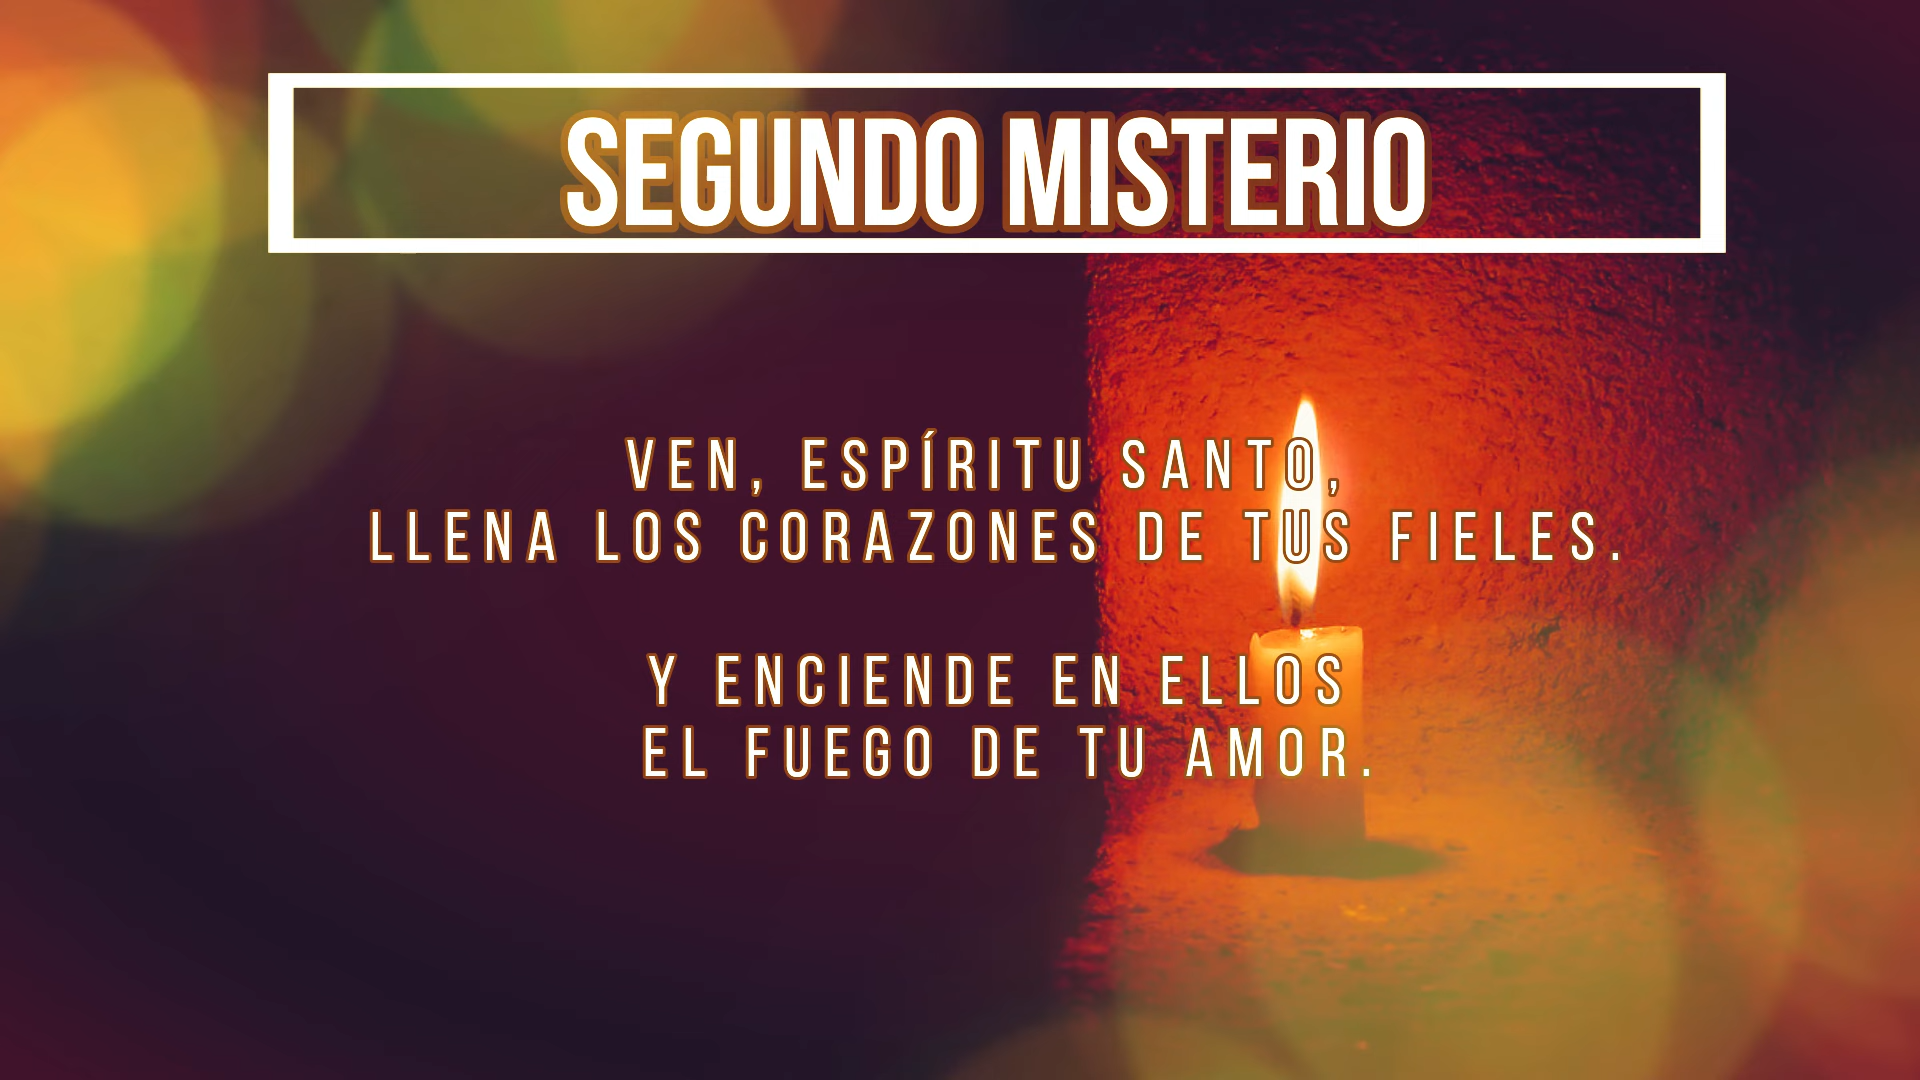 SEGUNDO MISTERIO
VEN, ESPÍRITU SANTO,
LLENA LOS CORAZONES DE TUS FIELES.
Y ENCIENDE EN ELLOS
EL FUEGO DE TU AMOR.